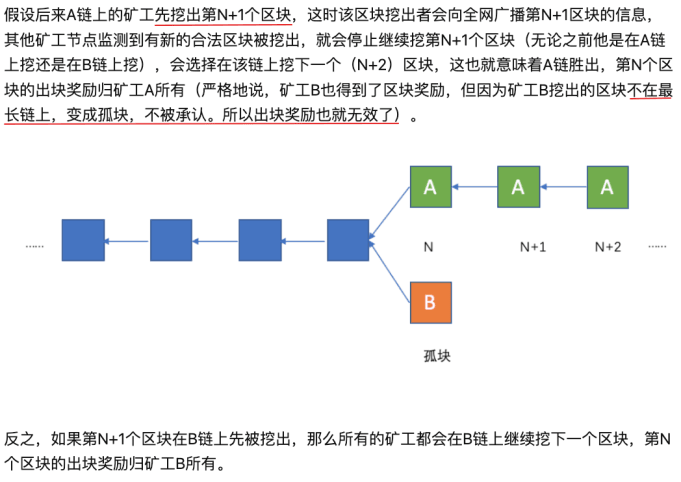 假设后来A链上的矿工先挖出第N+1个区块，这时该区块挖出者会向全网广播第N+1区块的信息，
其他矿工节点监测到有新的合法区块被挖出，就会停止继续挖第N+1个区块（无论之前他是在A链
上挖还是在B链上挖），会选择在该链上挖下一个（N+2）区块，这也就意味着A链胜出，第N个区
块的出块奖励归矿工A所有（严格地说，矿工B也得到了区块奖励，但因为矿工B挖出的区块不在最
长链上，变成孤块，不被承认。所以出块奖励也就无效了）。
A A A
…… N N+1 N+2 ……
B
孤块
反之，如果第N+1个区块在B链上先被挖出，那么所有的矿工都会在B链上继续挖下一个区块，第N
个区块的出块奖励归矿工B所有。